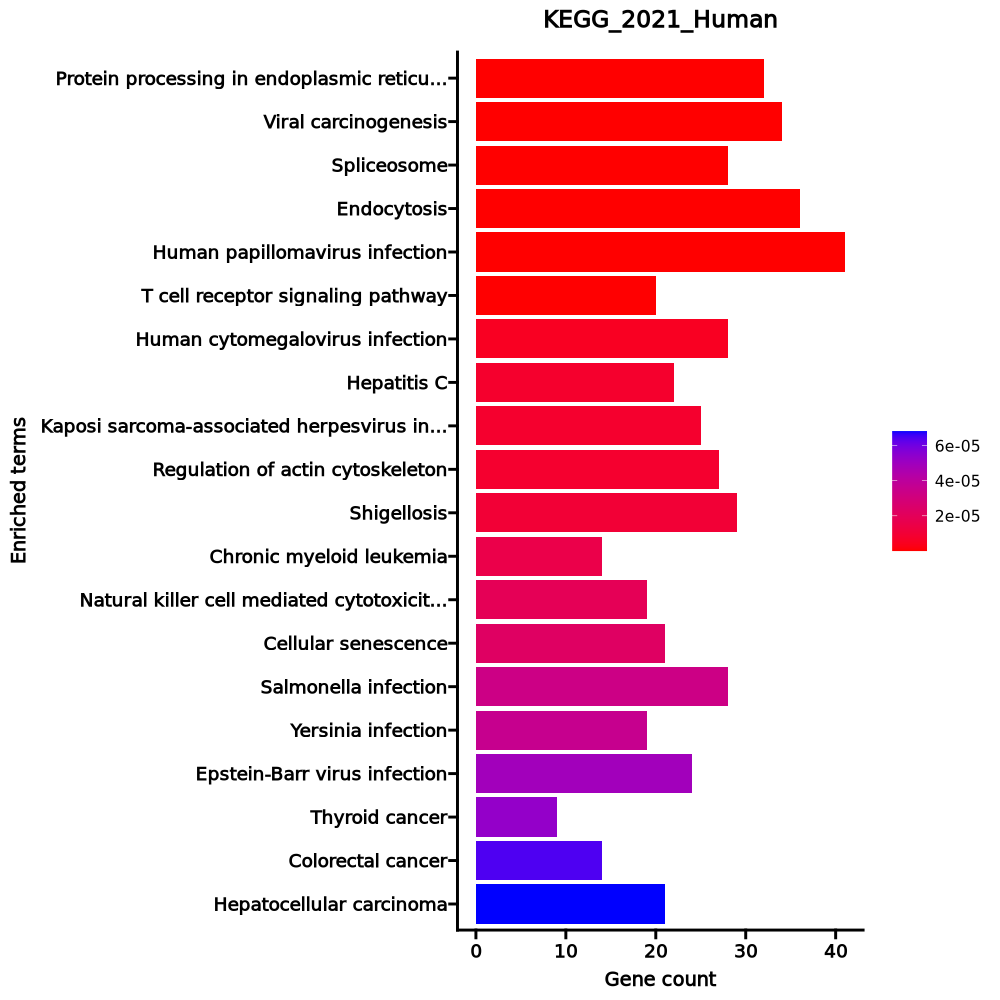 KEGG_2021_Human
Protein processing in endoplasmic reticu...
Viral carcinogenesis
Spliceosome
Endocytosis
Human papillomavirus infection
T cell receptor signaling pathway
Human cytomegalovirus infection
Hepatitis C
Kaposi sarcoma-associated herpesvirus in...
Regulation of actin cytoskeleton
Shigellosis
Chronic myeloid leukemia
Natural killer cell mediated cytotoxicit...
Cellular senescence
Salmonella infection
Yersinia infection
Epstein-Barr virus infection
Thyroid cancer
Colorectal cancer
Hepatocellular carcinoma
Enriched terms
0 10 20 30 40
Gene count
6e-05
4e-05
2e-05